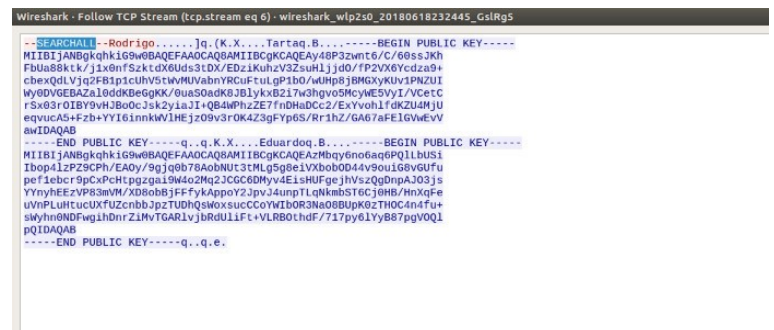 Wireshark - Follow TCP Stream (tcp.stream eq 6) - wireshark_wlp2s0_20180618232445_GslRg5
--SEARCHALL--Rodrigo......]q.(K.X....Tartaq.B....-----BEGIN PUBLIC KEY-----
MIIBIjANBgkqhkiG9w0BAQEFAAOCAQ8AMIIBCgKCAQEAy48P3zwnt6/C/60ssJKh
FbUa88ktk/j1x0nfSzktdX6Uds3tDX/EDziKuhzV3ZsuHljjdO/fP2VX6Ycdza9+
cbexQdLVjq2FB1p1cUhV5tWvMUVabnYRCuFtuLgP1bO/wUHp8jBMGXyKUv1PNZUI
Wy0DVGEBAZal0ddKBeGgKK/0uaSOadK8JBlykxB2i7w3hgvo5McyWE5VyI/VCetC
rSx03rOIBY9vHJBoOcJsk2yiaJI+QB4WPhzZE7fnDHaDCc2/ExYvohlfdKZU4MjU
eqvucA5+Fzb+YYI6innkWVlHEjzO9v3rOK4Z3gFYp6S/Rr1hZ/GA67aFElGVwEvV
awIDAQAB
-----END PUBLIC KEY-----q..q.K.X....Eduardoq.B....-----BEGIN PUBLIC KEY-----
MIIBIjANBgkqhkiG9w0BAQEFAAOCAQ8AMIIBCgKCAQEAzMbqy6no6aq6PQlLbUSi
Ibop4lzPZ9CPh/EAOy/9gjq0b78AobNUt3tMLg5g8eiVXbobOD44v9ouiG8vGUfu
pef1ebcr9pCxPcHtpgzgai9W4o2Mq2JCGC6DMyv4EisHUFgejhVszQgDnpAJO3js
YYnyhEEzVP83mVM/XD8obBjFFfykAppoY2JpvJ4unpTLqNkmbST6Cj0HB/HnXqFe
uVnPLuHtucUXfUZcnbbJpzTUDhQsWoxsucCCoYWIbOR3NaO8BUpK0zTHOC4n4fu+
sWyhn0NDFwgihDnrZiMvTGARlvjbRdUliFt+VLRBOthdF/717py6lYyB87pgVOQl
pQIDAQAB
-----END PUBLIC KEY-----q..q.e.